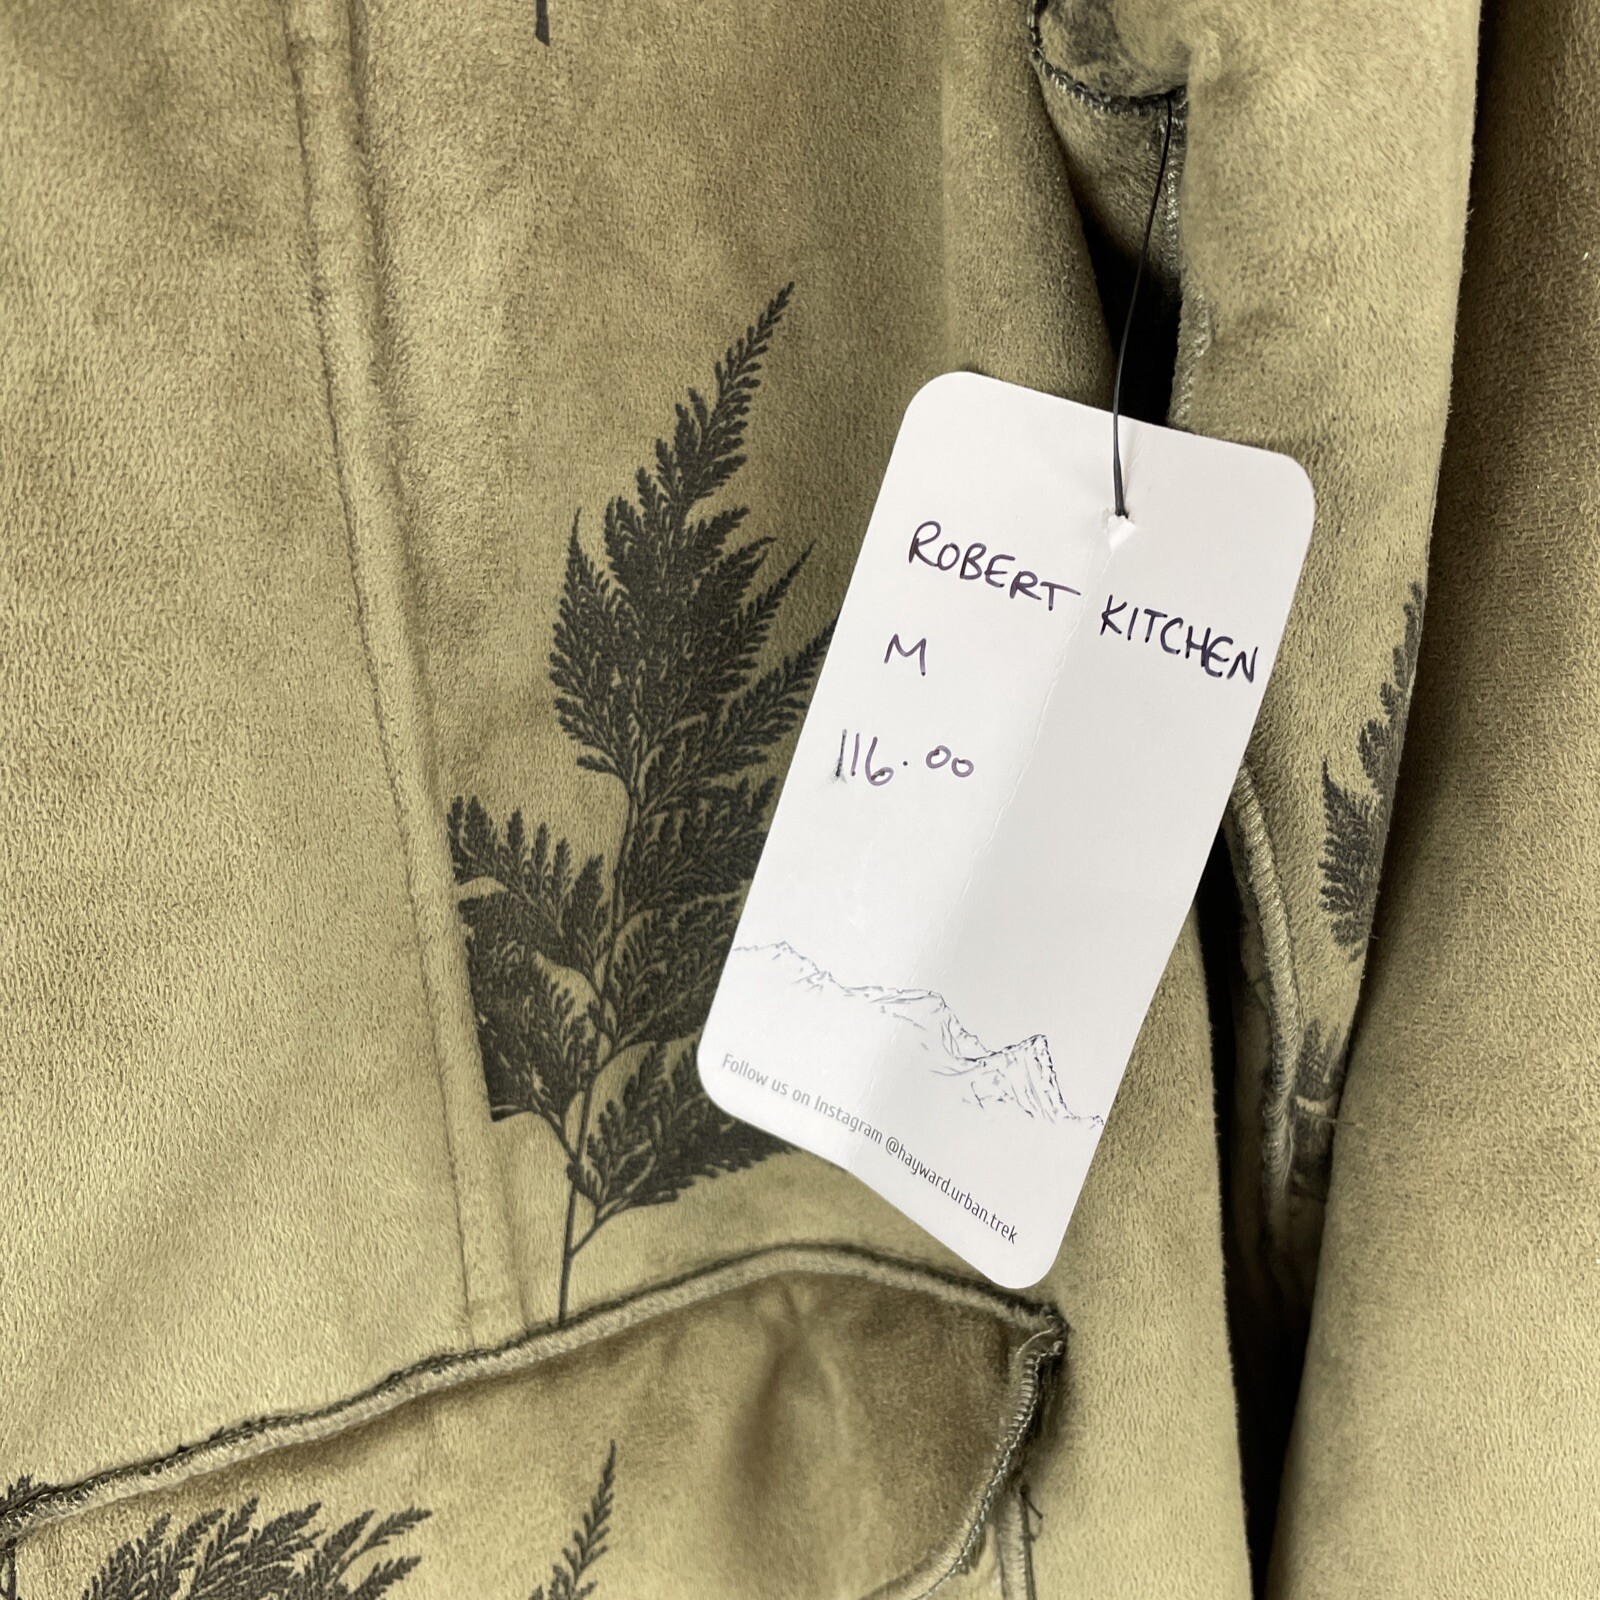 ROBERT KITCHEN
M
116.00
Follow us on Instagram @hayward.urban.trek